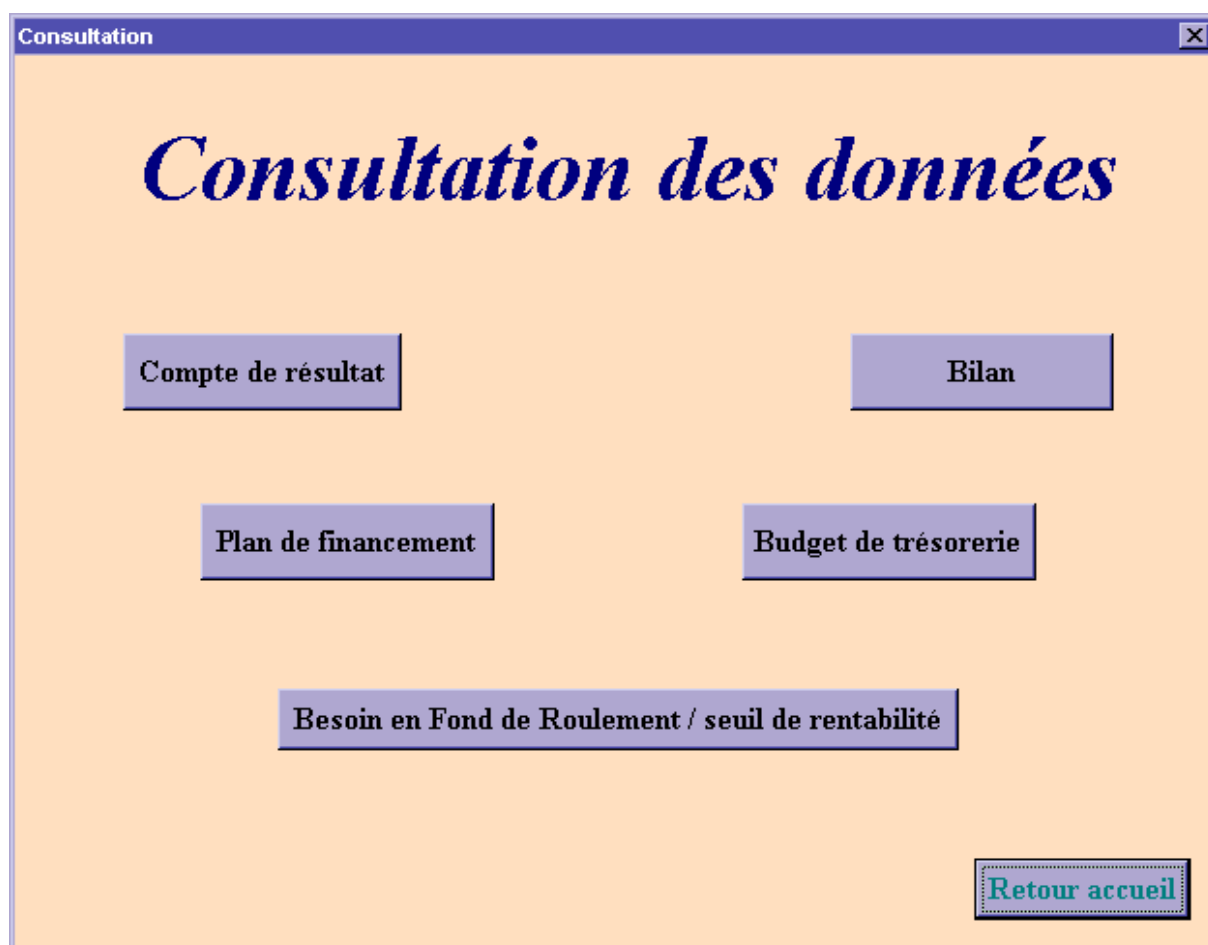 Consultation
Consultation des données
Compte de résultat
Bilan
Plan de financement
Budget de trésorerie
Besoin en Fond de Roulement / seuil de rentabilité
Retour accueil